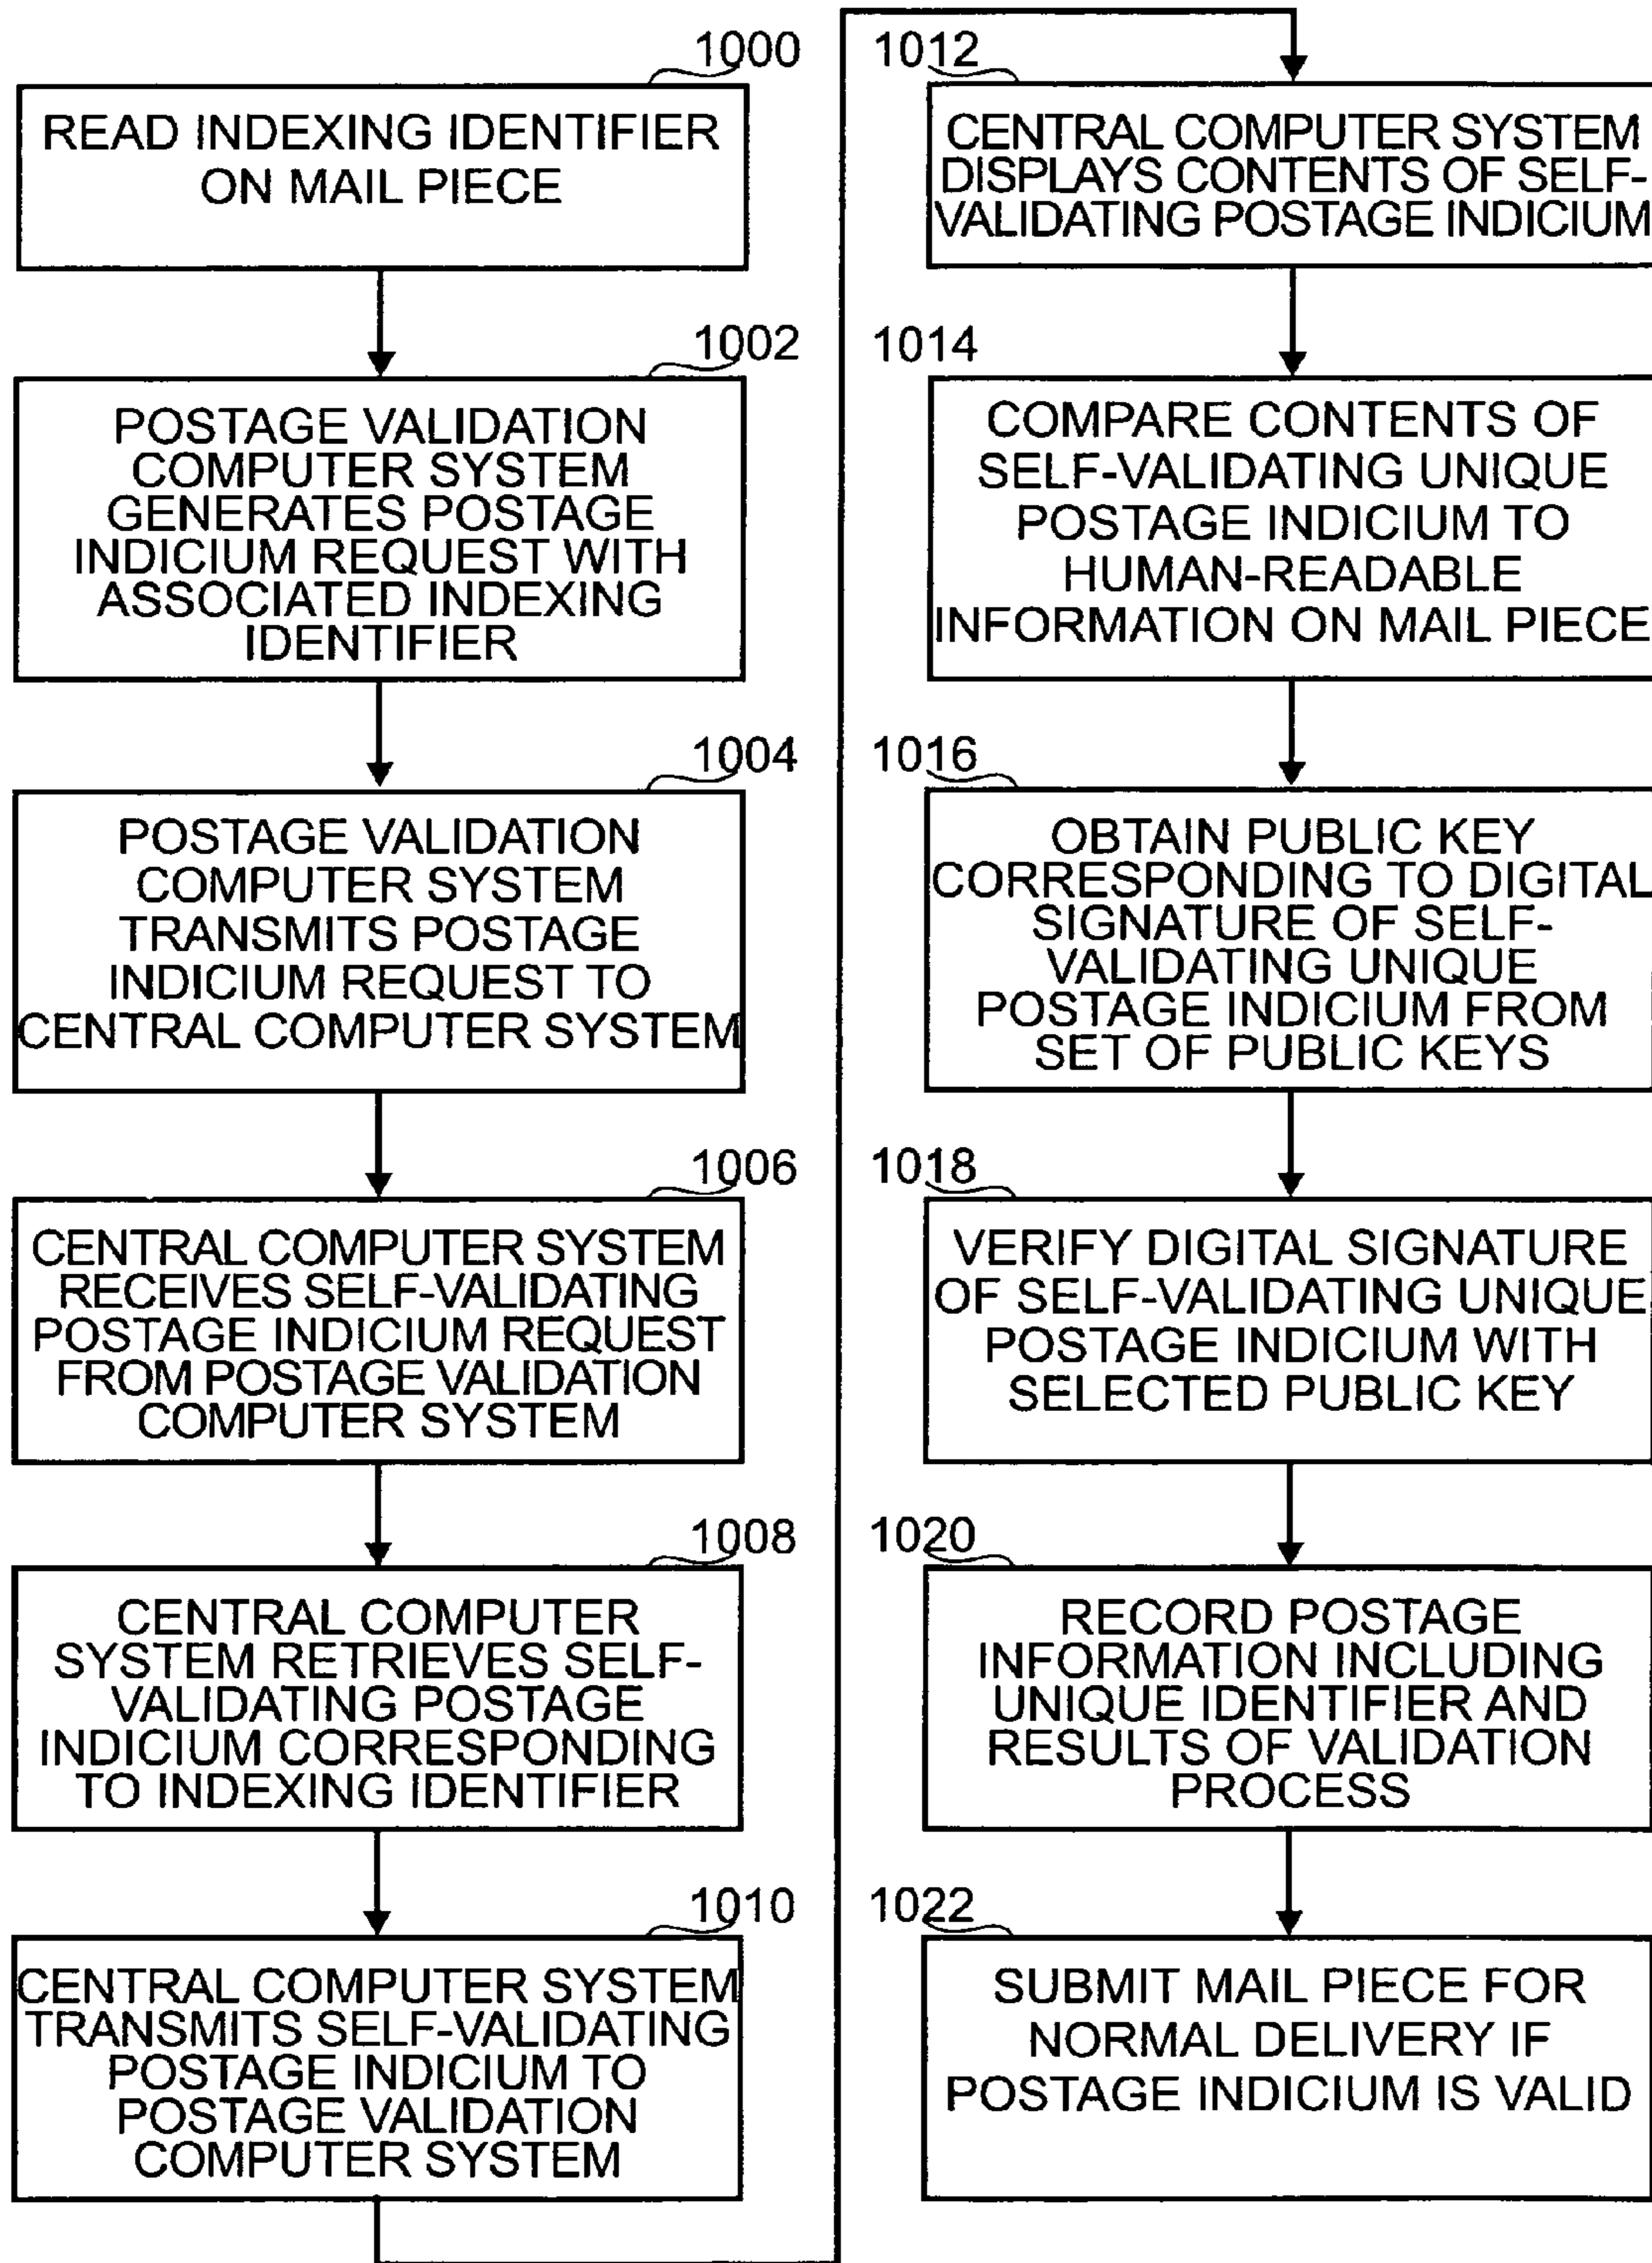 1000
READ INDEXING IDENTIFIER
ON MAIL PIECE
1002
POSTAGE VALIDATION
COMPUTER SYSTEM
GENERATES POSTAGE
INDICIUM REQUEST WITH
ASSOCIATED INDEXING
IDENTIFIER
1004
POSTAGE VALIDATION
COMPUTER SYSTEM
TRANSMITS POSTAGE
INDICIUM REQUEST TO
CENTRAL COMPUTER SYSTEM
1006
CENTRAL COMPUTER SYSTEM
RECEIVES SELF-VALIDATING
POSTAGE INDICIUM REQUEST
FROM POSTAGE VALIDATION
COMPUTER SYSTEM
1008
CENTRAL COMPUTER
SYSTEM RETRIEVES SELF-
VALIDATING POSTAGE
INDICIUM CORRESPONDING
TO INDEXING IDENTIFIER
1010
CENTRAL COMPUTER SYSTEM
TRANSMITS SELF-VALIDATING
POSTAGE INDICIUM TO
POSTAGE VALIDATION
COMPUTER SYSTEM
1012
CENTRAL COMPUTER SYSTEM
DISPLAYS CONTENTS OF SELF-
VALIDATING POSTAGE INDICIUM
1014
COMPARE CONTENTS OF
SELF-VALIDATING UNIQUE
POSTAGE INDICIUM TO
HUMAN-READABLE
INFORMATION ON MAIL PIECE
1016
OBTAIN PUBLIC KEY
CORRESPONDING TO DIGITAL
SIGNATURE OF SELF-
VALIDATING UNIQUE
POSTAGE INDICIUM FROM
SET OF PUBLIC KEYS
1018
VERIFY DIGITAL SIGNATURE
OF SELF-VALIDATING UNIQUE
POSTAGE INDICIUM WITH
SELECTED PUBLIC KEY
1020
RECORD POSTAGE
INFORMATION INCLUDING
UNIQUE IDENTIFIER AND
RESULTS OF VALIDATION
PROCESS
1022
SUBMIT MAIL PIECE FOR
NORMAL DELIVERY IF
POSTAGE INDICIUM IS VALID